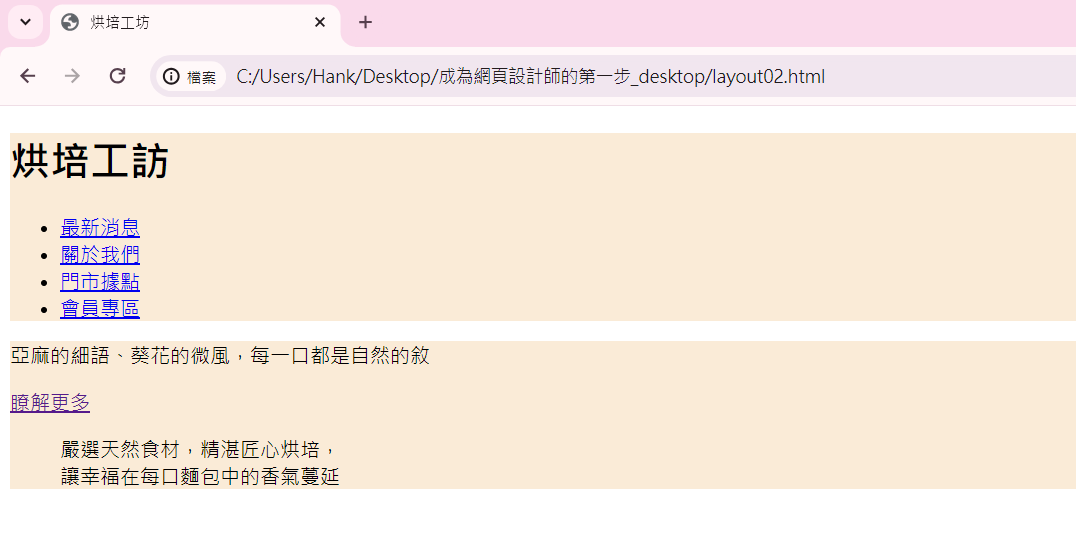 烘培工坊
檔案
C:/Users/Hank/Desktop/成為網頁設計師的第一步_desktop/layout02.html
烘培工訪
最新消息
關於我們
門市據點
會員專區
亞麻的細語、葵花的微風，每一口都是自然的敘
瞭解更多
嚴選天然食材，精湛匠心烘培，
讓幸福在每口麵包中的香氣蔓延